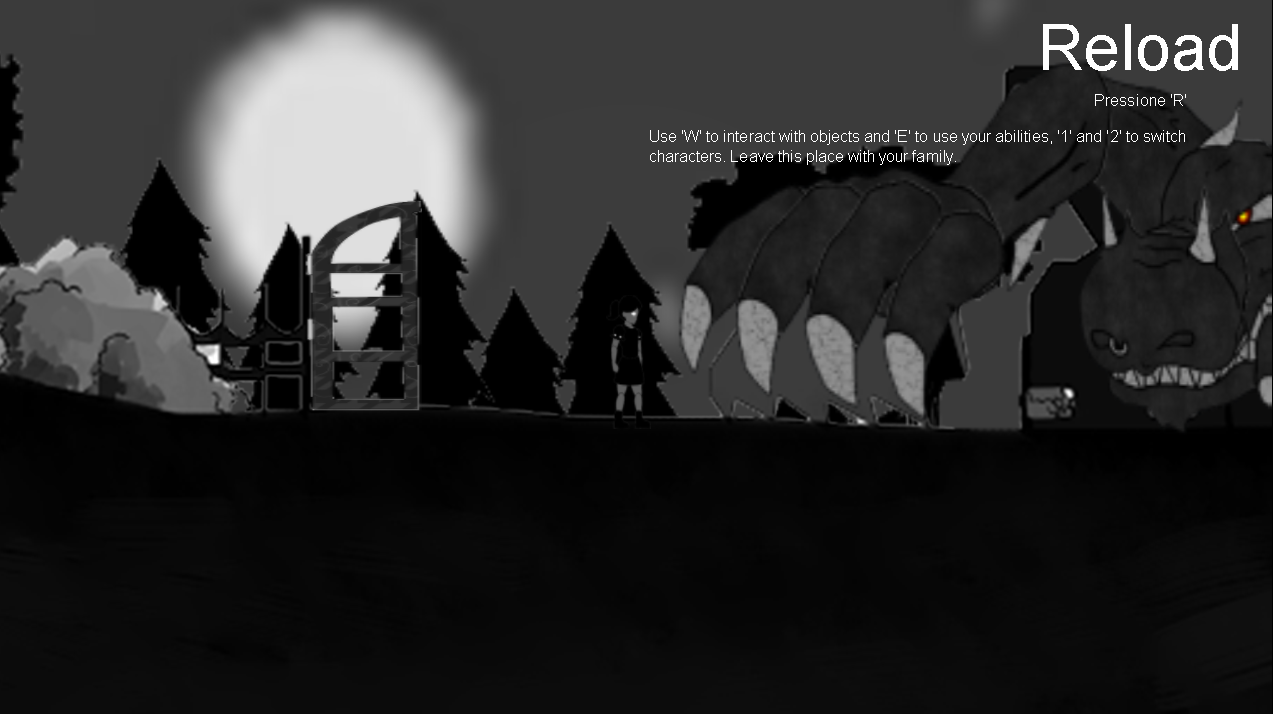 Reload
Pressione 'R'
Use 'W' to interact with objects and 'E' to use your abilities, '1' and '2' to switch
characters. Leave this place with your family.